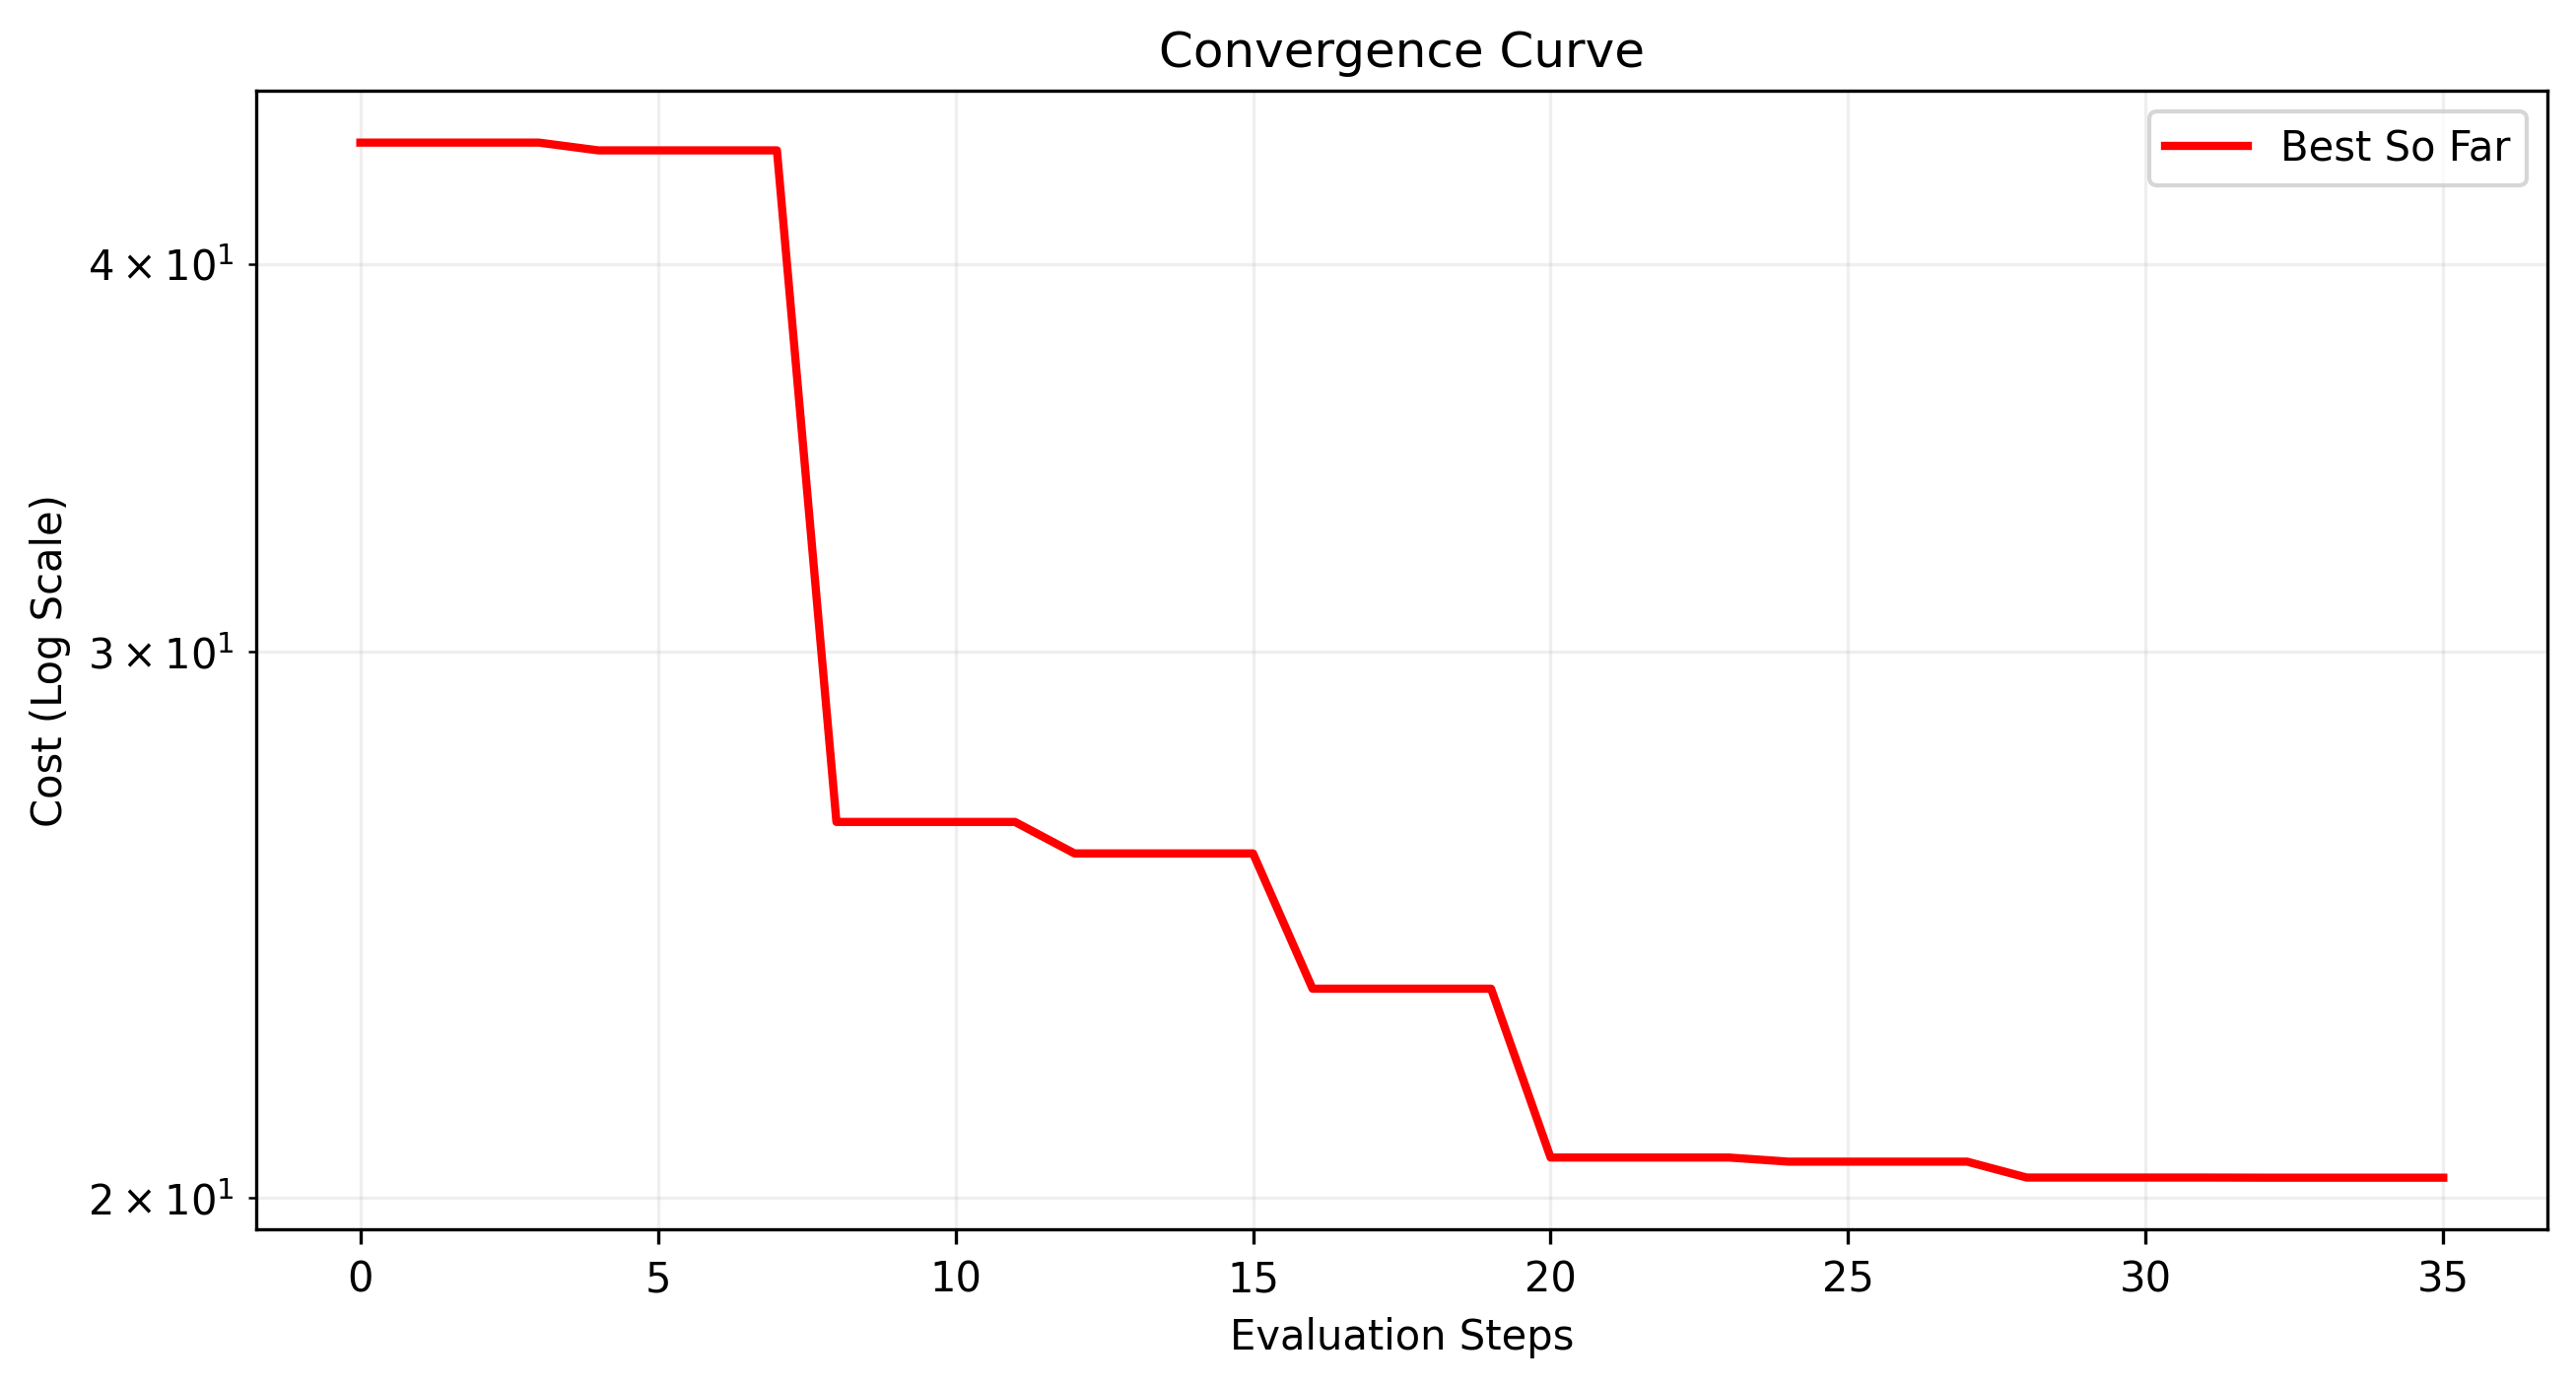 Convergence Curve
Best So Far
Cost (Log Scale)
4 × 10¹
3 × 10¹
2 × 10¹
0 5 10 15 20 25 30 35
Evaluation Steps